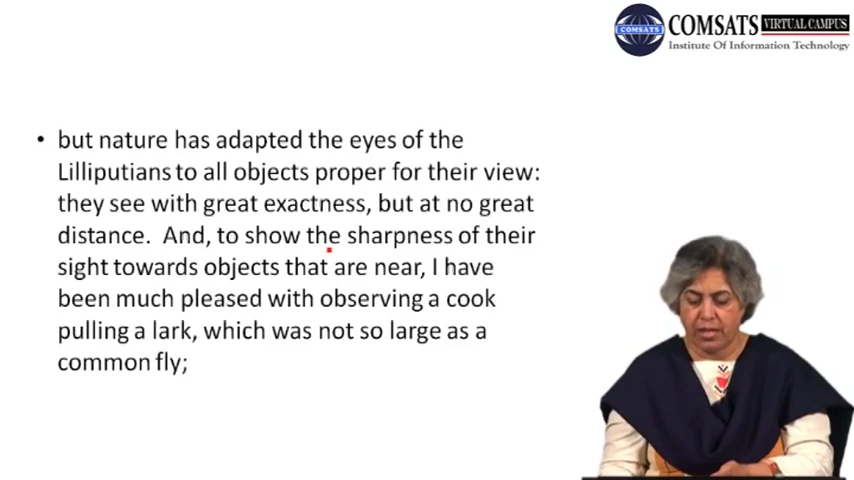 COMSATS VIRTUAL CAMPUS
COMSATS
Institute Of Information Technology
• but nature has adapted the eyes of the
Lilliputians to all objects proper for their view:
they see with great exactness, but at no great
distance.  And, to show the sharpness of their
sight towards objects that are near, I have
been much pleased with observing a cook
pulling a lark, which was not so large as a
common fly;